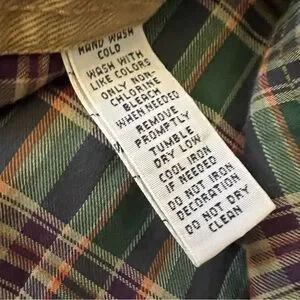 HAND WASH
COLD
WASH WITH
LIKE COLORS
ONLY NON-
CHLORINE
BLEACH
WHEN NEEDED
REMOVE
PROMPTLY
TUMBLE
DRY LOW
COOL IRON
IF NEEDED
DO NOT IRON
DECORATION
DO NOT DRY
CLEAN